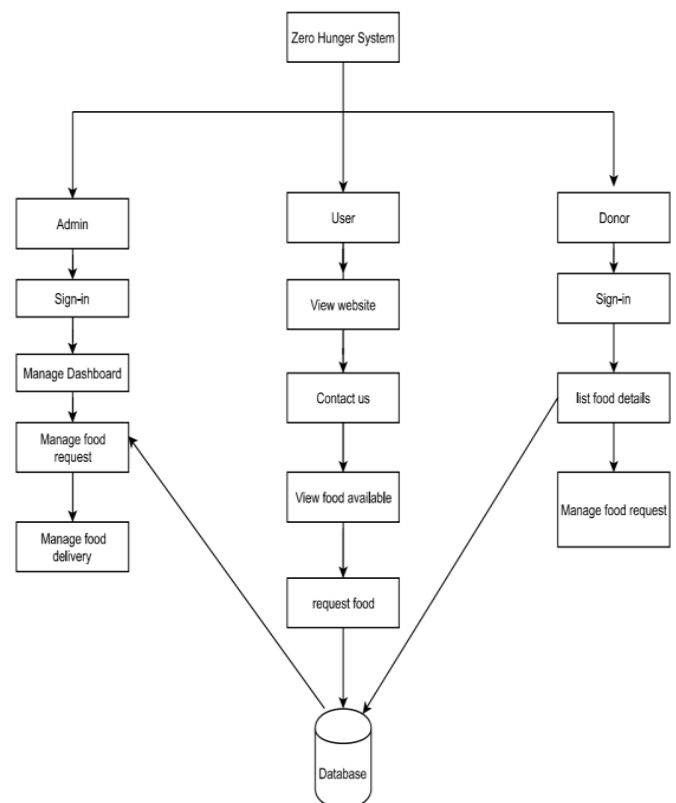 Zero Hunger System
Admin
User
Donor
Sign-in
View website
Sign-in
Manage Dashboard
Contact us
list food details
Manage food
request
View food available
Manage food request
Manage food
delivery
request food
Database